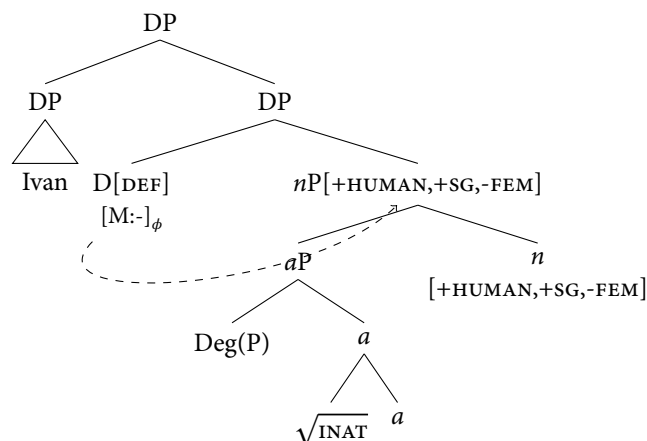 DP
DP DP
Ivan D[DEF] nP[+HUMAN,+SG,-FEM]
[M:-]ϕ
aP n
[+HUMAN,+SG,-FEM]
Deg(P) a
√INAT a